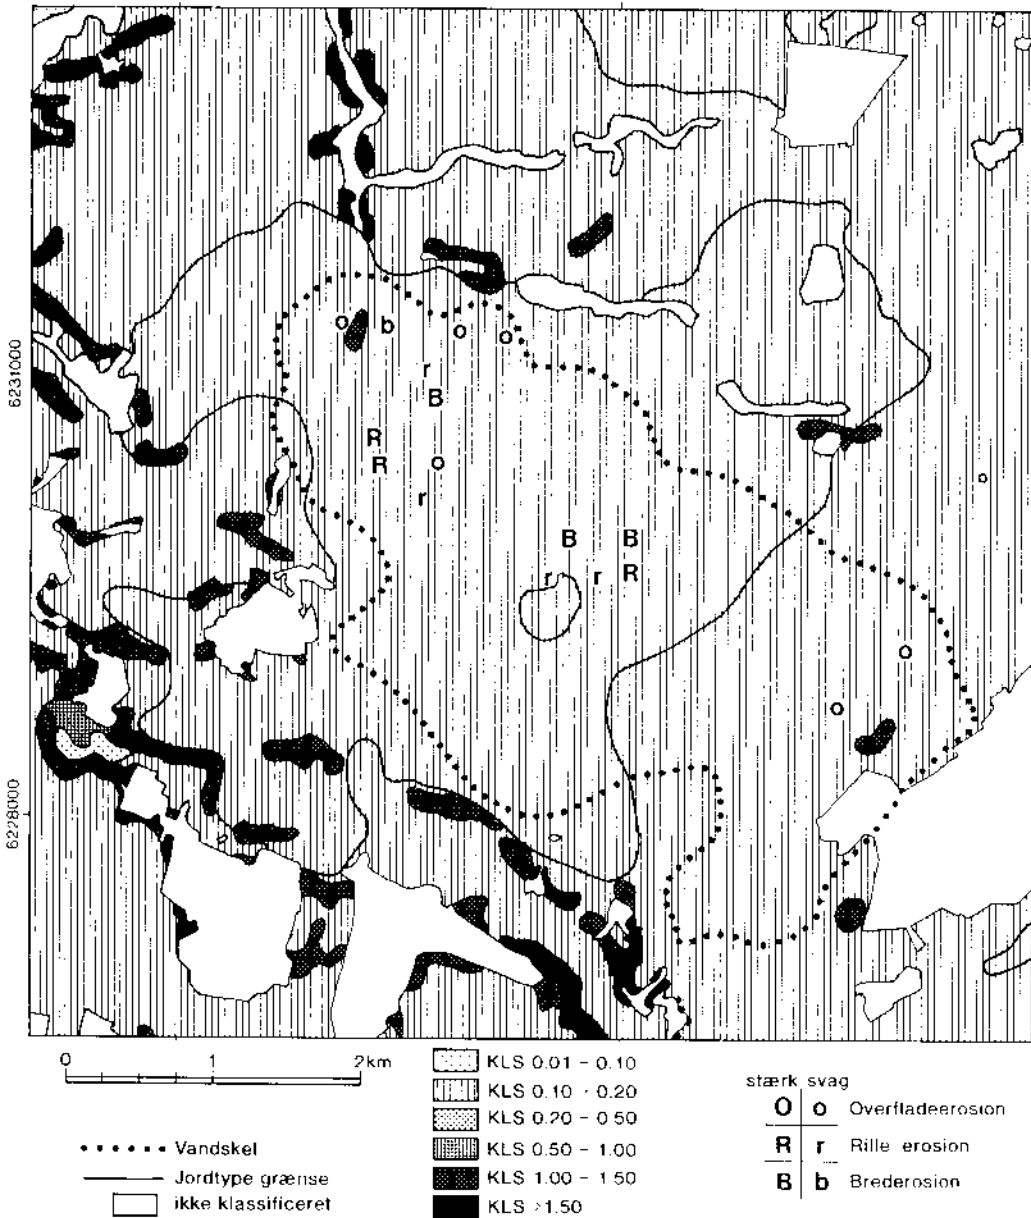 o b o o
r
B
R
R o
r
B B
r r R
o
o
6231000
6228000
0 1 2km
Vandskel
Jordtype grænse
ikke klassificeret
KLS 0.01 - 0.10
KLS 0.10 - 0.20
KLS 0.20 - 0.50
KLS 0.50 - 1.00
KLS 1.00 - 1.50
KLS >1.50
stærk svag
O o Overfladeerosion
R r Rille erosion
B b Brederosion